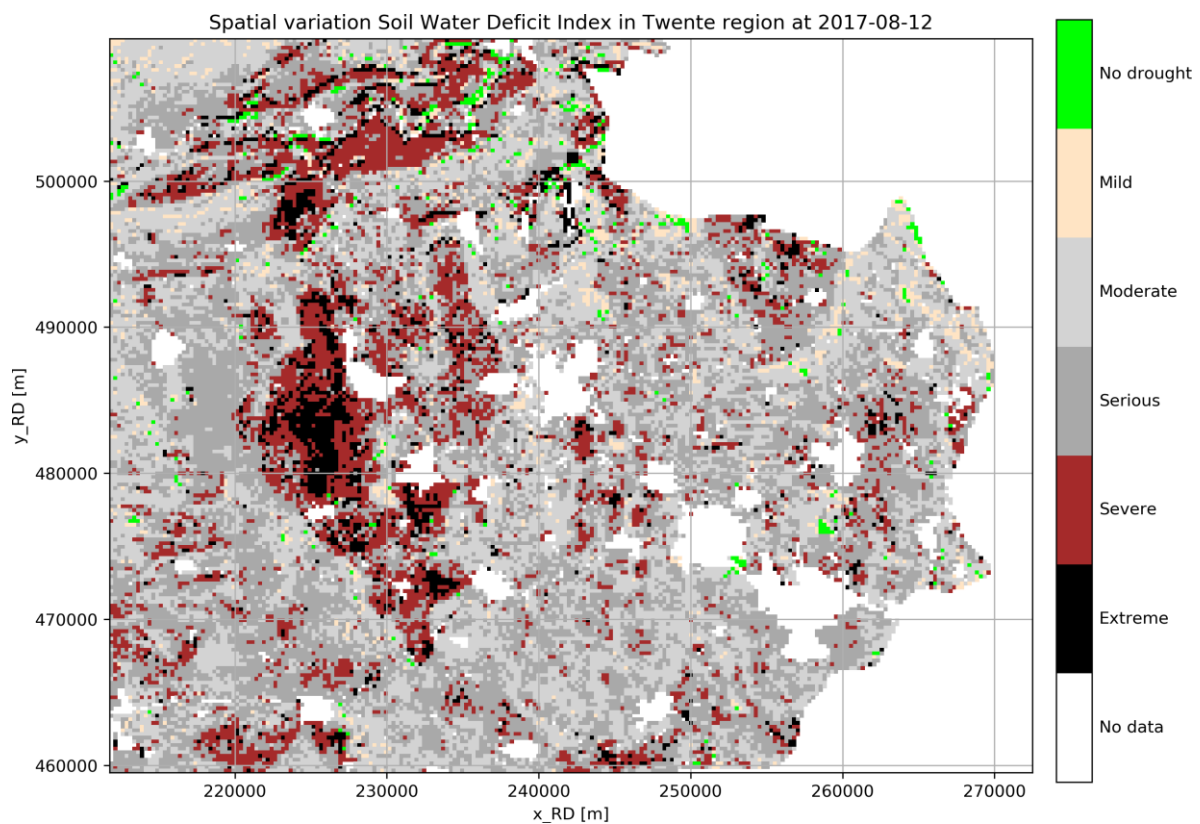 Spatial variation Soil Water Deficit Index in Twente region at 2017-08-12
No drought
Mild
Moderate
Serious
Severe
Extreme
No data
500000
490000
480000
470000
460000
y_RD [m]
220000
230000
240000
250000
260000
270000
x_RD [m]